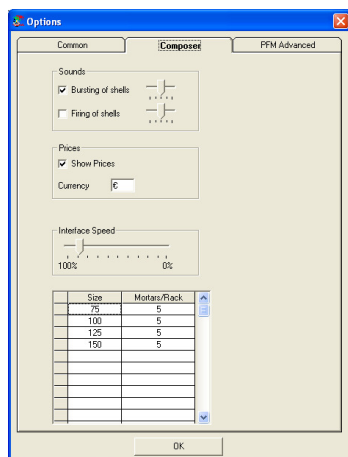 Options
Common Composer PFM Advanced
Sounds
Bursting of shells
Firing of shells
Prices
Show Prices
Currency €
Interface Speed
100% 0%
Size Mortars/Rack
75 5
100 5
125 5
150 5
OK